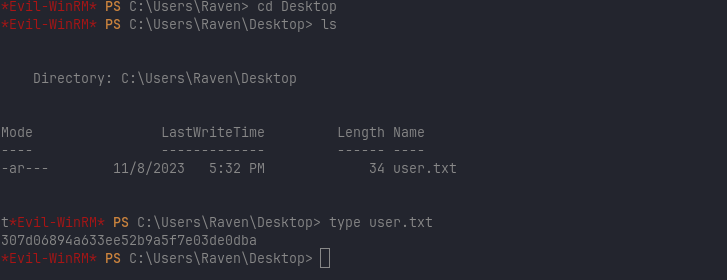 *Evil-WinRM* PS C:\Users\Raven> cd Desktop
*Evil-WinRM* PS C:\Users\Raven\Desktop> ls
Directory: C:\Users\Raven\Desktop
Mode LastWriteTime Length Name
---- ------------- ------ ----
-ar--- 11/8/2023 5:32 PM 34 user.txt
t*Evil-WinRM* PS C:\Users\Raven\Desktop> type user.txt
307d06894a633ee52b9a5f7e03de0dba
*Evil-WinRM* PS C:\Users\Raven\Desktop>